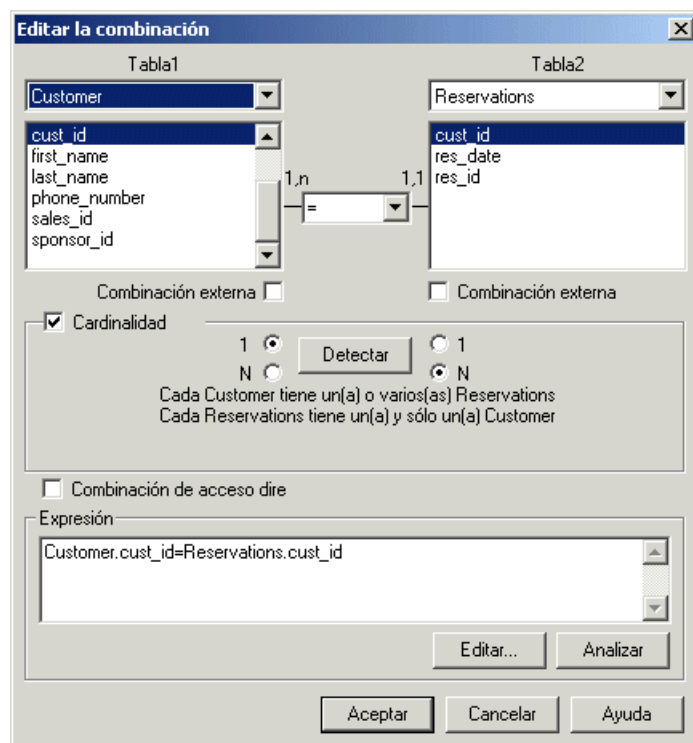 Editar la combinación
Tabla1 Tabla2
Customer Reservations
cust_id cust_id
first_name res_date
last_name 1,n 1,1 res_id
phone_number
sales_id =
sponsor_id
Combinación externa Combinación externa
Cardinalidad
1 Detectar 1
N N
Cada Customer tiene un(a) o varios(as) Reservations
Cada Reservations tiene un(a) y sólo un(a) Customer
Combinación de acceso dire
Expresión
Customer.cust_id=Reservations.cust_id
Editar... Analizar
Aceptar Cancelar Ayuda